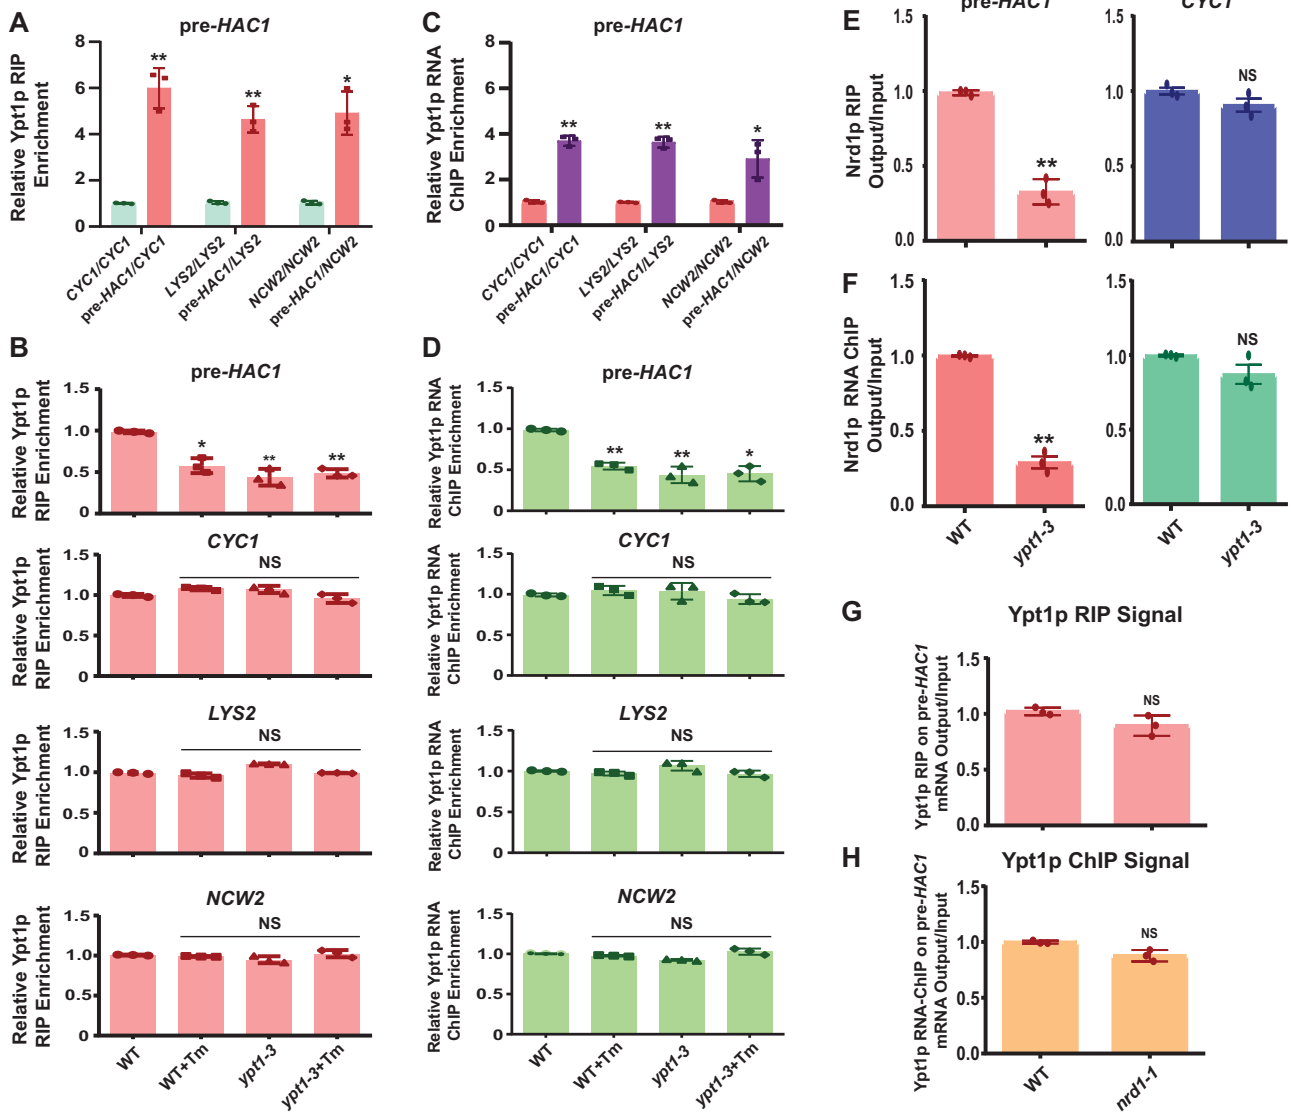 A
pre-HAC1
Relative Ypt1p RIP
Enrichment
8
6
4
2
0
**
**
*
CYC1/CYC1
pre-HAC1/CYC1
LYS2/LYS2
pre-HAC1/LYS2
NCW2/NCW2
pre-HAC1/NCW2
C
pre-HAC1
Relative Ypt1p RNA
ChIP Enrichment
8
6
4
2
0
**
**
*
CYC1/CYC1
pre-HAC1/CYC1
LYS2/LYS2
pre-HAC1/LYS2
NCW2/NCW2
pre-HAC1/NCW2
B
pre-HAC1
Relative Ypt1p
RIP Enrichment
1.5
1.0
0.5
0
*
**
**
CYC1
Relative Ypt1p
RIP Enrichment
1.5
1.0
0.5
0
NS
LYS2
Relative Ypt1p
RIP Enrichment
1.5
1.0
0.5
0
NS
NCW2
Relative Ypt1p
RIP Enrichment
1.5
1.0
0.5
0
NS
WT
WT+Tm
ypt1-3
ypt1-3+Tm
D
pre-HAC1
Relative Ypt1p RNA
ChIP Enrichment
1.5
1.0
0.5
0
**
**
*
CYC1
Relative Ypt1p RNA
ChIP Enrichment
1.5
1.0
0.5
0
NS
LYS2
Relative Ypt1p RNA
ChIP Enrichment
1.5
1.0
0.5
0
NS
NCW2
Relative Ypt1p RNA
ChIP Enrichment
1.5
1.0
0.5
0
NS
WT
WT+Tm
ypt1-3
ypt1-3+Tm
E
pre-HAC1
Nrd1p RIP
Output/Input
1.5
1.0
0.5
0.0
**
CYC1
1.5
1.0
0.5
0.0
NS
F
Nrd1p RNA ChIP
Output/Input
1.5
1.0
0.5
0.0
**
WT
ypt1-3
1.5
1.0
0.5
0.0
NS
WT
ypt1-3
G
Ypt1p RIP Signal
Ypt1p RIP on pre-HAC1
mRNA Output/Input
1.5
1.0
0.5
0.0
NS
H
Ypt1p ChIP Signal
Ypt1p RNA-ChIP on pre-HAC1
mRNA Output/Input
1.5
1.0
0.5
0.0
NS
WT
nrd1-1